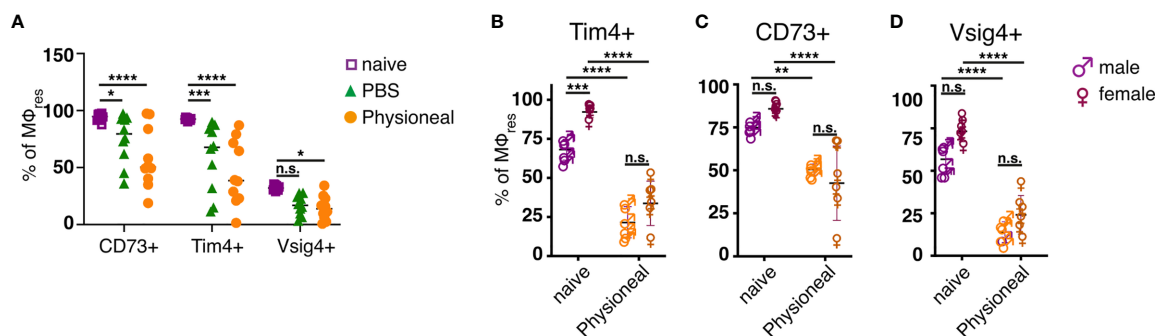 A
% of MΦres
150
100
50
0
****
*
****
***
*
n.s.
CD73+
Tim4+
Vsig4+
naive
PBS
Physioneal
B
Tim4+
% of MΦres
100
75
50
25
0
****
****
***
n.s.
naive
Physioneal
C
CD73+
100
75
50
25
0
****
**
n.s.
n.s.
naive
Physioneal
D
Vsig4+
100
75
50
25
0
****
****
n.s.
n.s.
naive
Physioneal
male
female